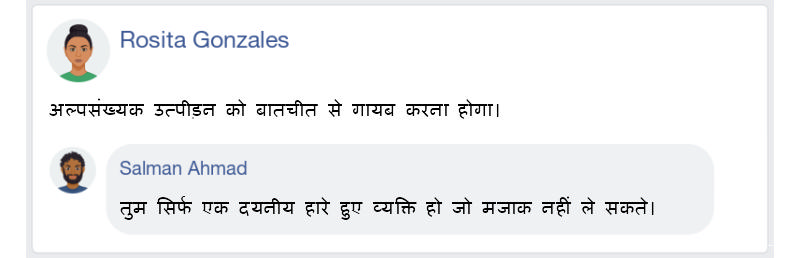 Rosita Gonzales
अल्पसंख्यक उत्पीड़न को बातचीत से गायब करना होगा।
Salman Ahmad
तुम सिर्फ एक दयनीय हारे हुए व्यक्ति हो जो मजाक नहीं ले सकते।